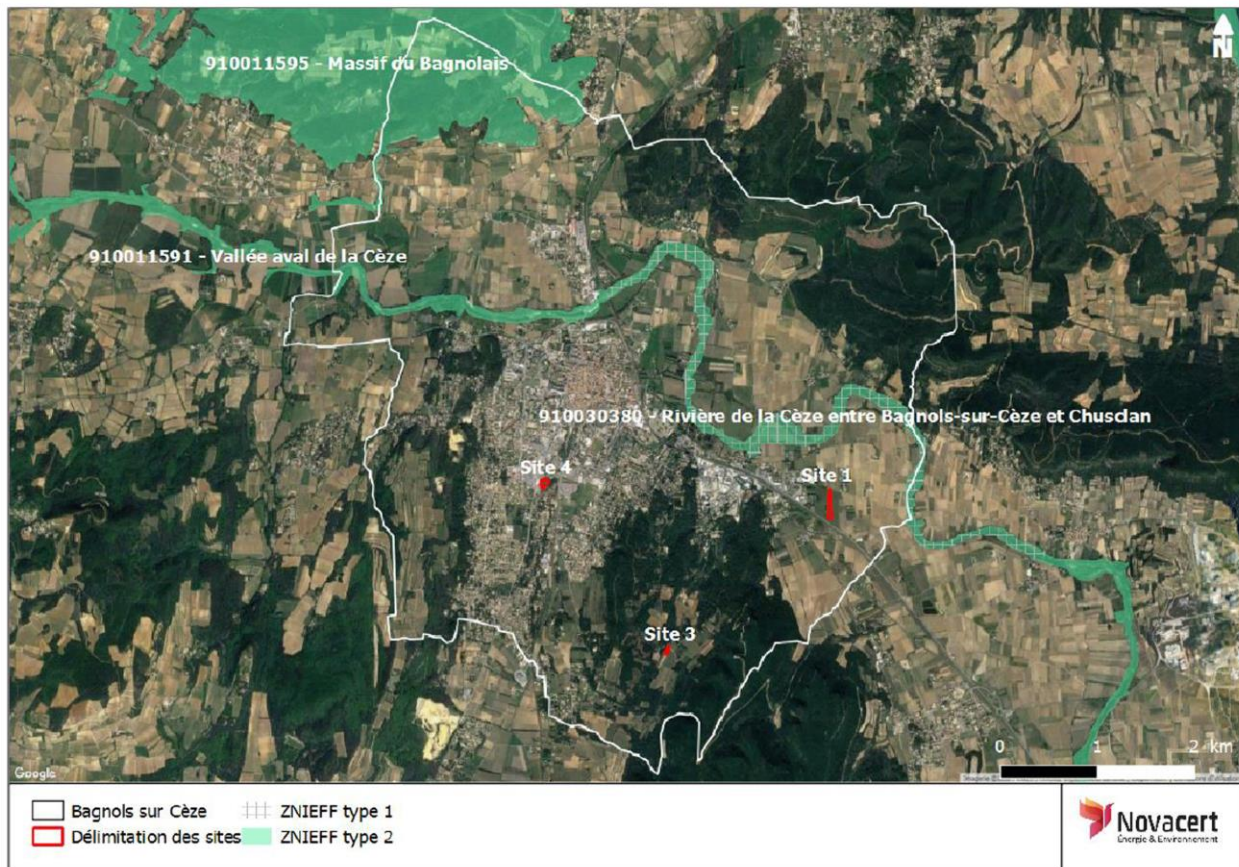 910011595 - Massif du Bagnolais
N
910011591 - Vallée aval de la Cèze
910030380 - Rivière de la Cèze entre Bagnols-sur-Cèze et Chusclan
Site 4
Site 1
Site 3
0 1 2 km
Google
Bagnols sur Cèze
ZNIEFF type 1
Délimitation des sites
ZNIEFF type 2
Novacert
Énergie & Environnement